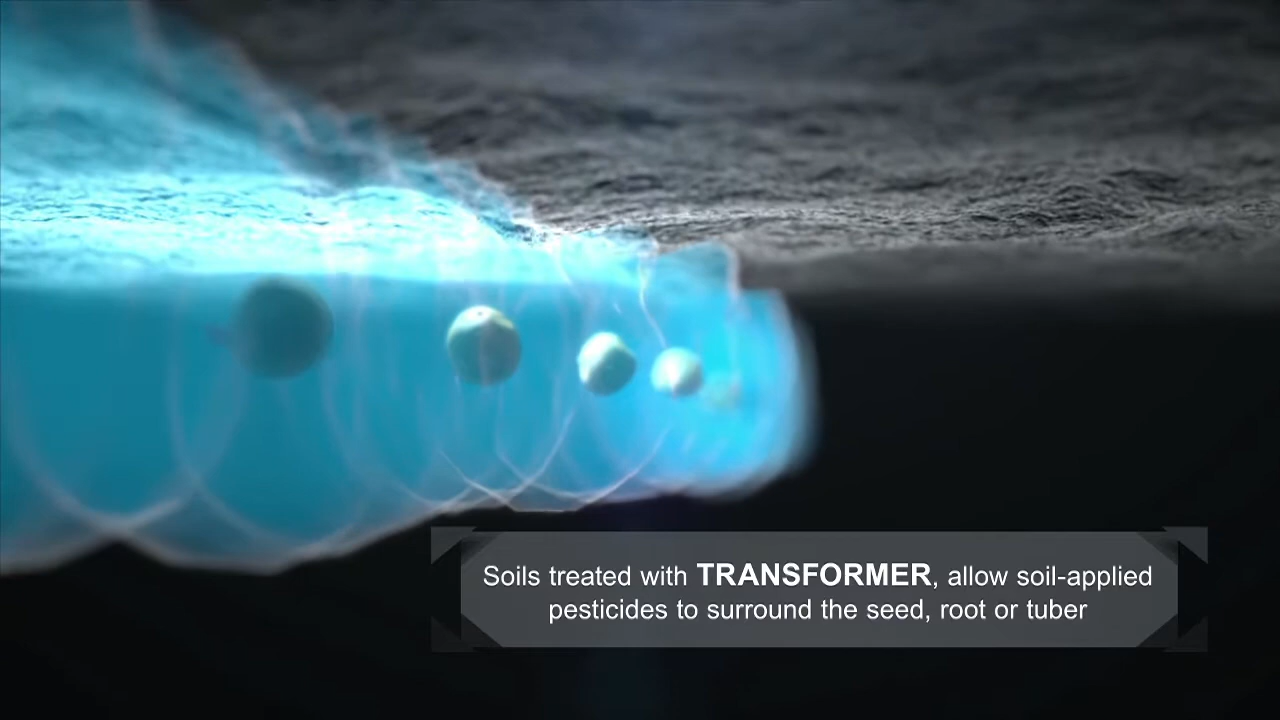 Soils treated with TRANSFORMER, allow soil-applied
pesticides to surround the seed, root or tuber